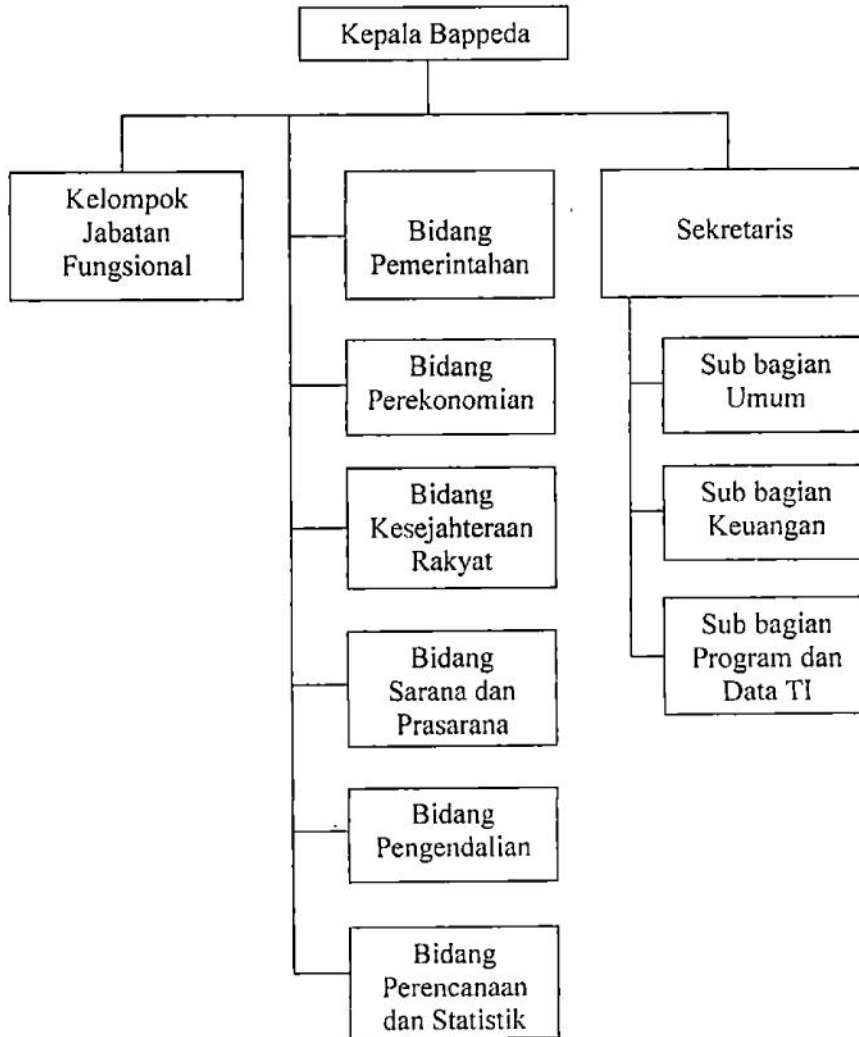 Kepala Bappeda
Kelompok
Jabatan
Fungsional
Bidang
Pemerintahan
Sekretaris
Bidang
Perekonomian
Sub bagian
Umum
Bidang
Kesejahteraan
Rakyat
Sub bagian
Keuangan
Bidang
Sarana dan
Prasarana
Sub bagian
Program dan
Data TI
Bidang
Pengendalian
Bidang
Perencanaan
dan Statistik